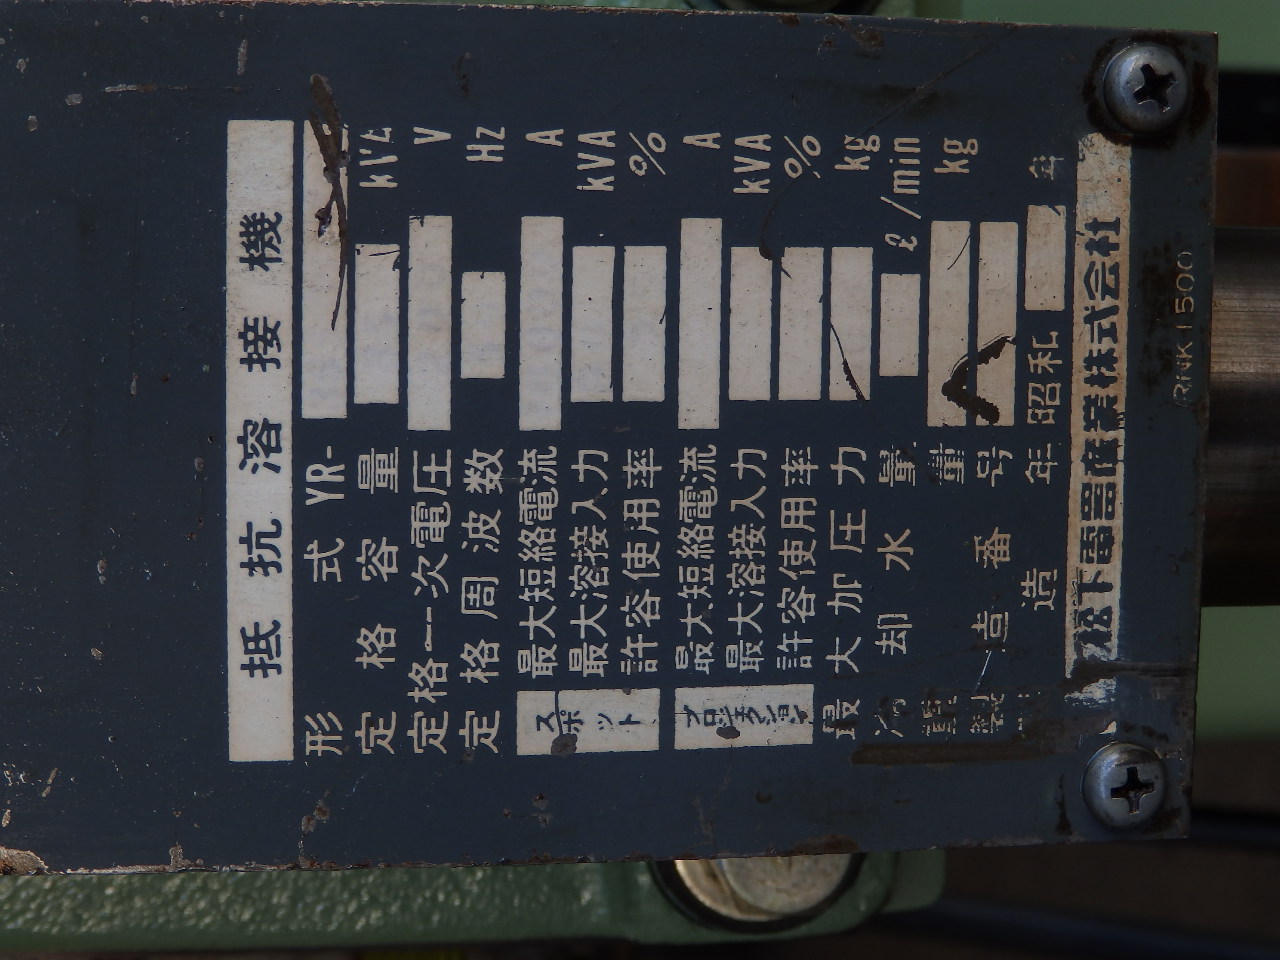 抵抗溶接機
形式 YR-
定格容量 kVA
定格一次電圧 V
定格周波数 Hz
スポット
最大短絡電流 A
最大溶接入力 kVA
許容使用率 %
プロジェクション
最大短絡電流 A
最大溶接入力 kVA
許容使用率 %
最大加圧力 kg
冷却水量 ℓ/min
重量 kg
製造番号
製造年 昭和 年
松下電器産業株式会社
RNK1500